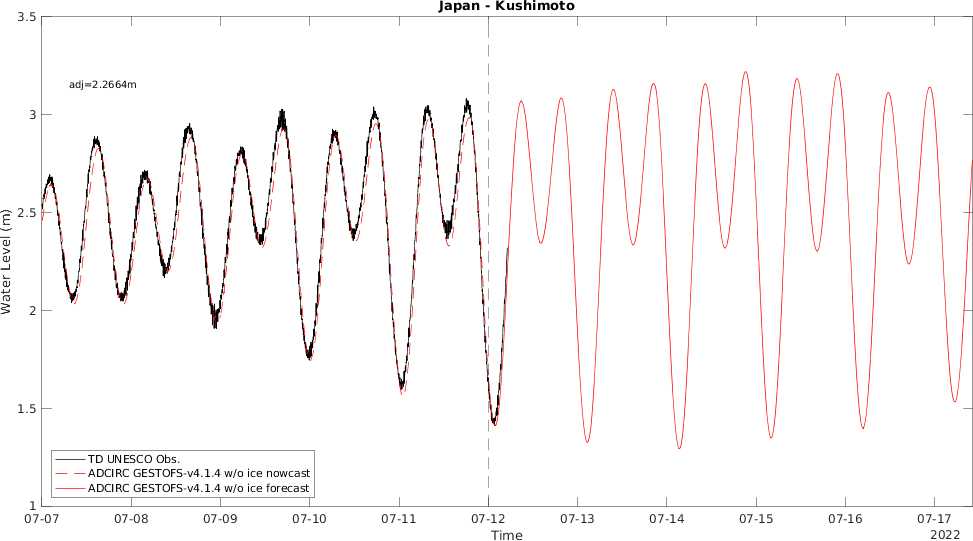 Japan - Kushimoto
3.5
adj=2.2664m
3
2.5
Water Level (m)
2
1.5
TD UNESCO Obs.
ADCIRC GESTOFS-v4.1.4 w/o ice nowcast
ADCIRC GESTOFS-v4.1.4 w/o ice forecast
1
07-07 07-08 07-09 07-10 07-11 07-12 07-13 07-14 07-15 07-16 07-17
Time
2022